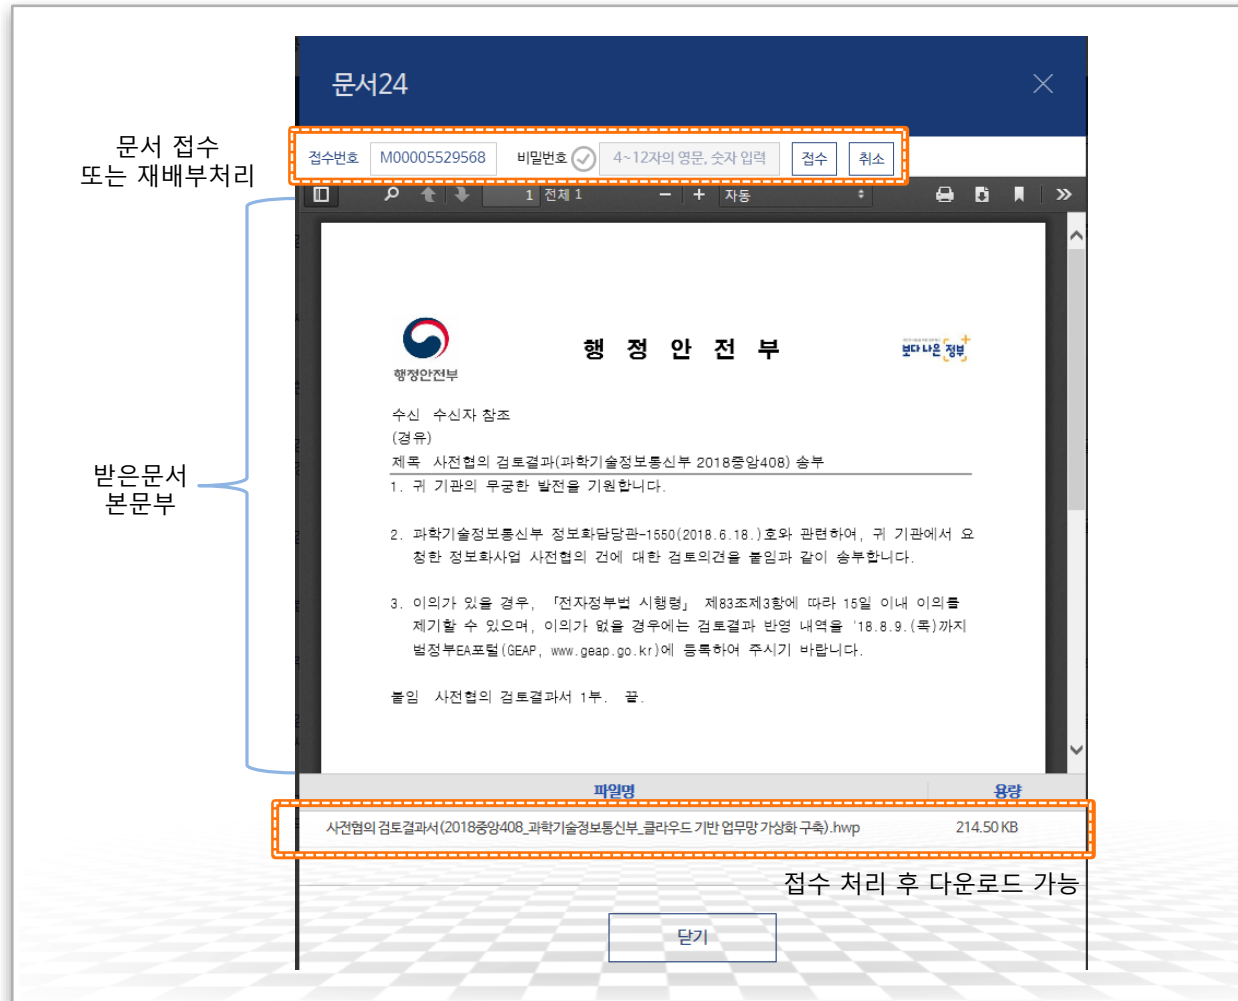 문서24
문서 접수
또는 재배부처리
접수번호 M00005529568 비밀번호 4~12자의 영문, 숫자 입력 접수 취소
1 전체 1 자동
행정안전부
행 정 안 전 부
보다 나은 정부
수신 수신자 참조
(경유)
제목 사전협의 검토결과(과학기술정보통신부 2018중앙408) 송부
받은문서
본문부
1. 귀 기관의 무궁한 발전을 기원합니다.
2. 과학기술정보통신부 정보화담당관-1550(2018.6.18.)호와 관련하여, 귀 기관에서 요
청한 정보화사업 사전협의 건에 대한 검토의견을 붙임과 같이 송부합니다.
3. 이의가 있을 경우, 「전자정부법 시행령」 제83조제3항에 따라 15일 이내 이의를
제기할 수 있으며, 이의가 없을 경우에는 검토결과 반영 내역을 '18.8.9.(목)까지
범정부EA포털(GEAP, www.geap.go.kr)에 등록하여 주시기 바랍니다.
붙임 사전협의 검토결과서 1부. 끝.
파일명 용량
사전협의 검토결과서(2018중앙408_과학기술정보통신부_클라우드 기반 업무망 가상화 구축).hwp 214.50 KB
접수 처리 후 다운로드 가능
닫기